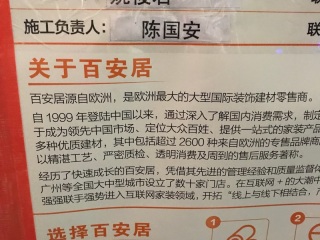 施工负责人: 陈国安
关于百安居
百安居源自欧洲，是欧洲最大的大型国际装饰建材零售商。
自 1999 年登陆中国以来，通过深入了解国内消费需求，制定
于成为领先中国市场、定位大众百姓、提供一站式的家装产品
多种优质建材，其中包括超过 2600 种来自欧洲的专售品牌商
以精湛工艺、严密质检、透明消费及周到的售后服务著称。
经历了快速成长的百安居，凭借其先进的管理经验和质量监督体
广州等全国大中型城市设立了数十家门店。在互联网 + 的大潮中
强强联手强势进入互联网家装领域，开拓“线上与线下相结合，
选择百安居